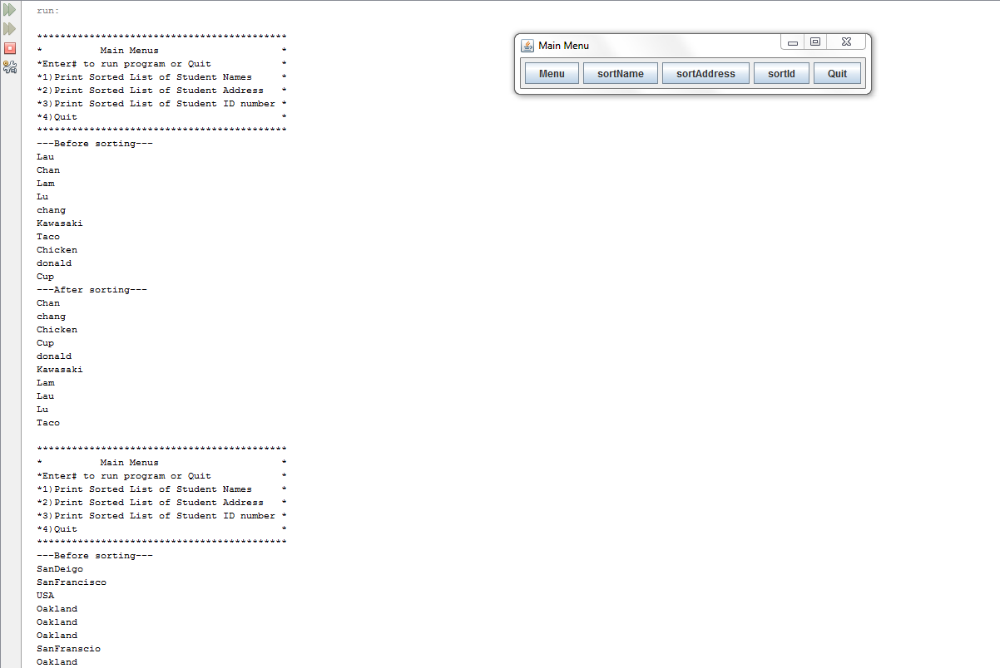 run:
******************************************* 
*          Main Menus                     *
*Enter# to run program or Quit            *
*1)Print Sorted List of Student Names     *
*2)Print Sorted List of Student Address   *
*3)Print Sorted List of Student ID number *
*4)Quit                                   *
*******************************************
---Before sorting---
Lau
Chan
Lam
Lu
chang
Kawasaki
Taco
Chicken
donald
Cup
---After sorting---
Chan
chang
Chicken
Cup
donald
Kawasaki
Lam
Lau
Lu
Taco
*******************************************
*          Main Menus                     *
*Enter# to run program or Quit            *
*1)Print Sorted List of Student Names     *
*2)Print Sorted List of Student Address   *
*3)Print Sorted List of Student ID number *
*4)Quit                                   *
*******************************************
---Before sorting---
SanDeigo
SanFrancisco
USA
Oakland
Oakland
Oakland
SanFranscio
Oakland
Main Menu
Menu sortName sortAddress sortId Quit